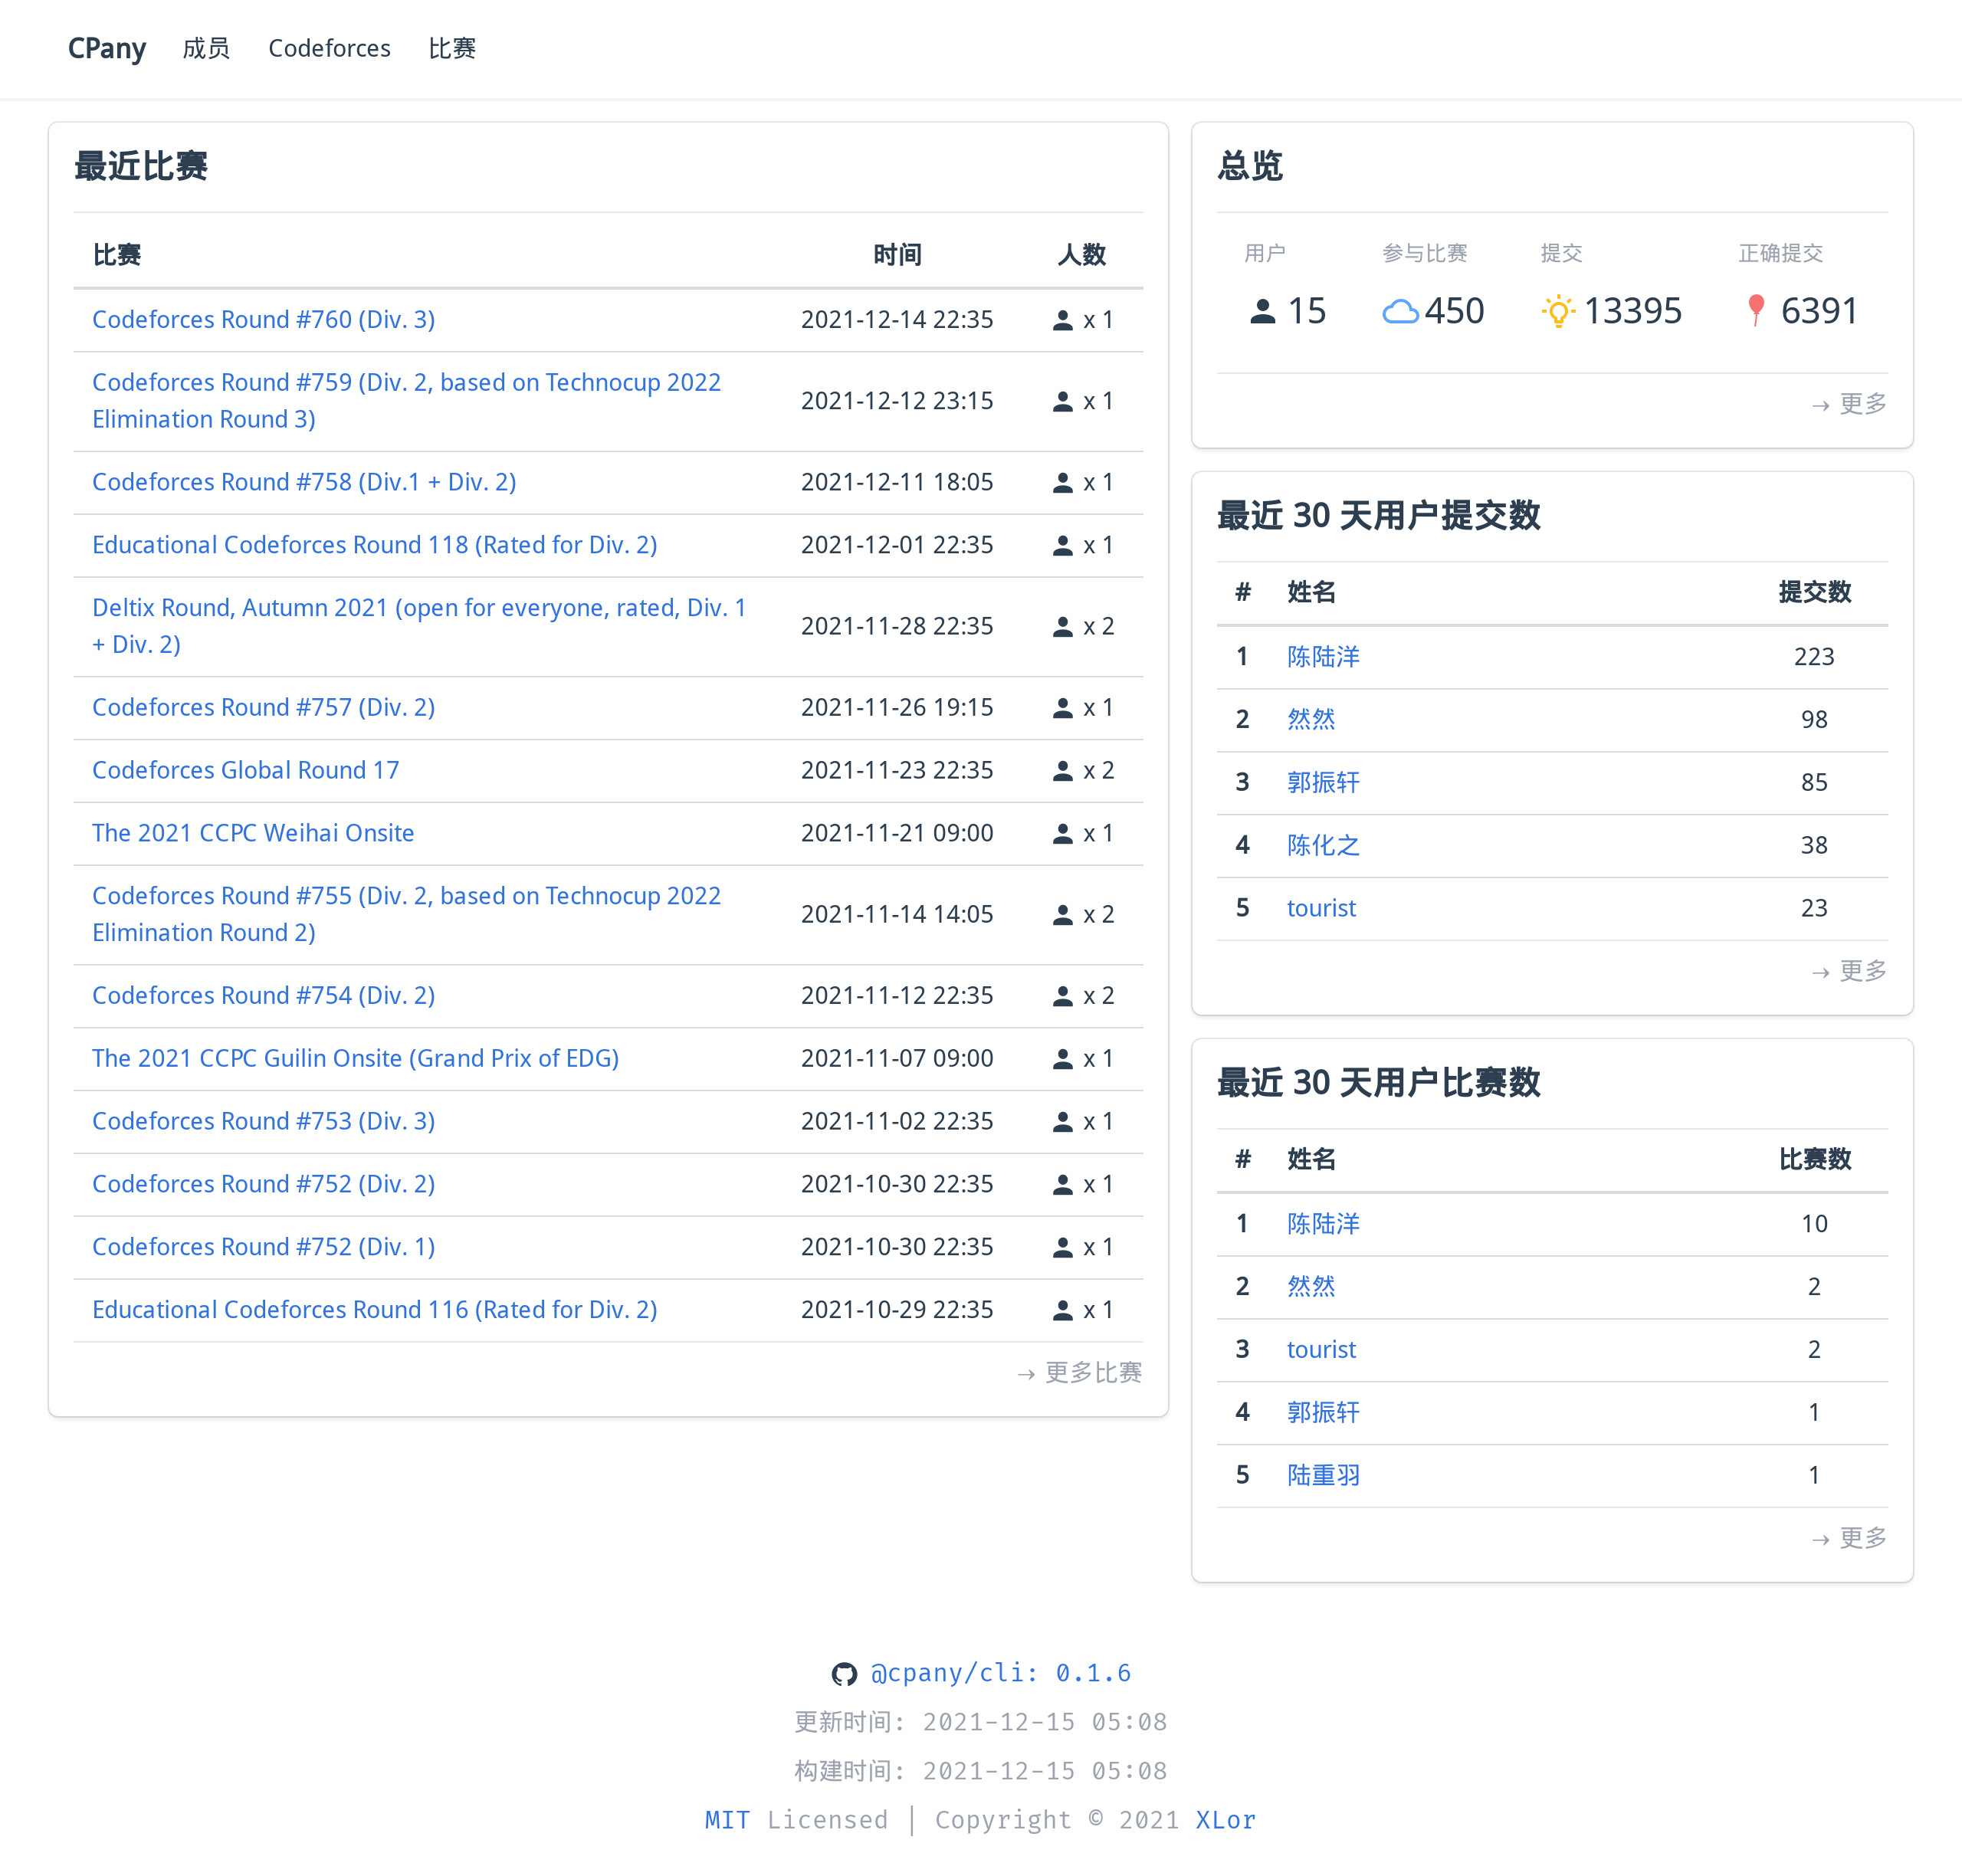 CPany 成员 Codeforces 比赛
最近比赛
比赛 时间 人数
Codeforces Round #760 (Div. 3) 2021-12-14 22:35 x 1
Codeforces Round #759 (Div. 2, based on Technocup 2022
Elimination Round 3) 2021-12-12 23:15 x 1
Codeforces Round #758 (Div.1 + Div. 2) 2021-12-11 18:05 x 1
Educational Codeforces Round 118 (Rated for Div. 2) 2021-12-01 22:35 x 1
Deltix Round, Autumn 2021 (open for everyone, rated, Div. 1
+ Div. 2) 2021-11-28 22:35 x 2
Codeforces Round #757 (Div. 2) 2021-11-26 19:15 x 1
Codeforces Global Round 17 2021-11-23 22:35 x 2
The 2021 CCPC Weihai Onsite 2021-11-21 09:00 x 1
Codeforces Round #755 (Div. 2, based on Technocup 2022
Elimination Round 2) 2021-11-14 14:05 x 2
Codeforces Round #754 (Div. 2) 2021-11-12 22:35 x 2
The 2021 CCPC Guilin Onsite (Grand Prix of EDG) 2021-11-07 09:00 x 1
Codeforces Round #753 (Div. 3) 2021-11-02 22:35 x 1
Codeforces Round #752 (Div. 2) 2021-10-30 22:35 x 1
Codeforces Round #752 (Div. 1) 2021-10-30 22:35 x 1
Educational Codeforces Round 116 (Rated for Div. 2) 2021-10-29 22:35 x 1
→ 更多比赛
总览
用户 参与比赛 提交 正确提交
15 450 13395 6391
→ 更多
最近 30 天用户提交数
# 姓名 提交数
1 陈陆洋 223
2 然然 98
3 郭振轩 85
4 陈化之 38
5 tourist 23
→ 更多
最近 30 天用户比赛数
# 姓名 比赛数
1 陈陆洋 10
2 然然 2
3 tourist 2
4 郭振轩 1
5 陆重羽 1
→ 更多
@cpany/cli: 0.1.6
更新时间: 2021-12-15 05:08
构建时间: 2021-12-15 05:08
MIT Licensed | Copyright © 2021 XLor